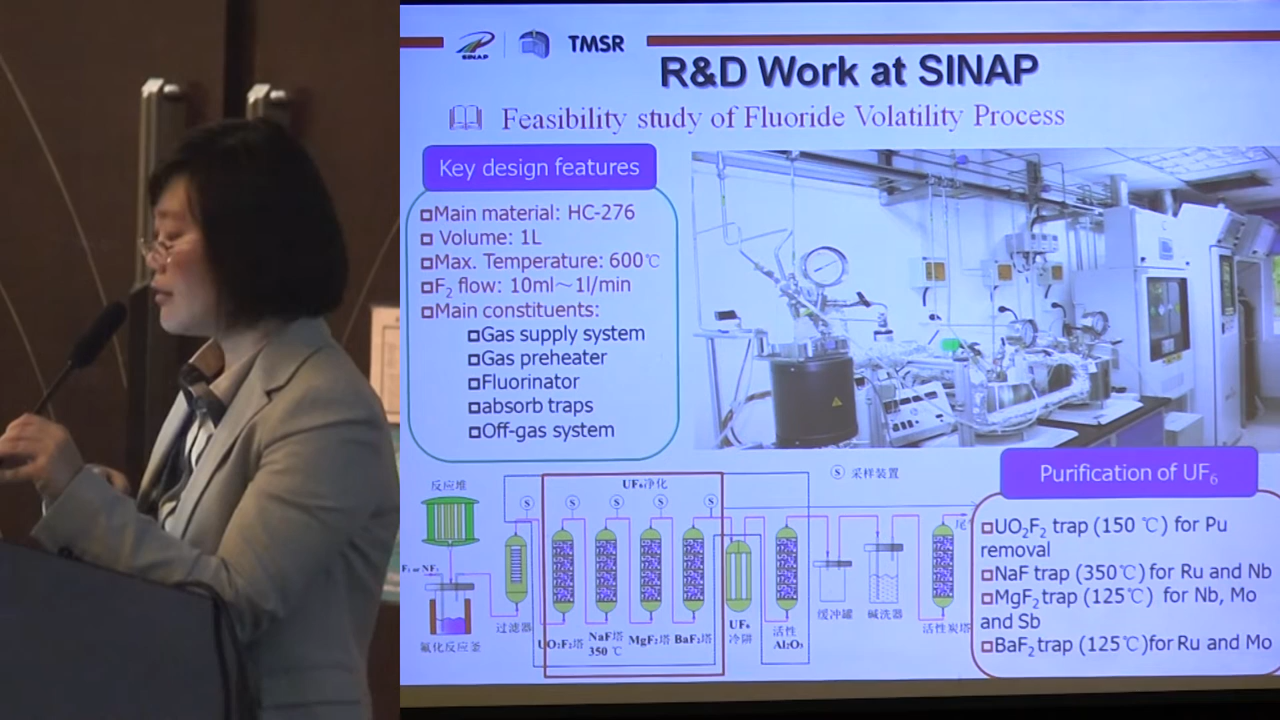 SINAP
TMSR
R&D Work at SINAP
Feasibility study of Fluoride Volatility Process
Key design features
Main material: HC-276
Volume: 1L
Max. Temperature: 600℃
F₂ flow: 10ml～1l/min
Main constituents:
Gas supply system
Gas preheater
Fluorinator
absorb traps
Off-gas system
Purification of UF₆
UO₂F₂ trap (150 ℃) for Pu
removal
NaF trap (350℃) for Ru and Nb
MgF₂ trap (125℃) for Nb, Mo
and Sb
BaF₂ trap (125℃)for Ru and Mo
S 采样装置
反应堆
UF₆净化
S
S
S
S
S
尾
F₂ or NF₃
氟化反应釜
过滤器
UO₂F₂塔
NaF塔
350 ℃
MgF₂塔
BaF₂塔
UF₆
冷阱
活性
Al₂O₃
缓冲罐
碱洗器
活性炭塔